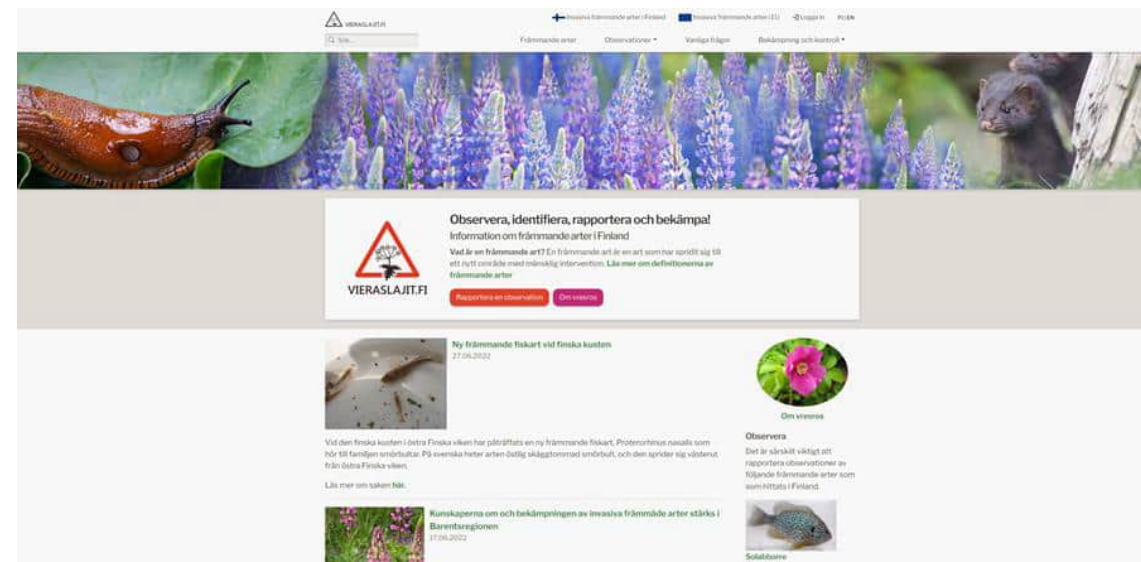 VIERASLAJIT.FI
Invasiva främmande arter i Finland
Invasiva främmande arter i EU
Logga in
FI | EN
Sök...
Främmande arter
Observationer
Vanliga frågor
Bekämpning och kontroll
Observera, identifiera, rapportera och bekämpa!
Information om främmande arter i Finland
Vad är en främmande art? En främmande art är en art som har spridit sig till
ett nytt område med mänsklig intervention. Läs mer om definitionerna av
främmande arter
VIERASLAJIT.FI
Rapportera en observation
Om vresros
Ny främmande fiskart vid finska kusten
27.06.2022
Vid den finska kusten i östra Finska viken har påträffats en ny främmande fiskart, Proterorhinus nasalis som
hör till familjen smörbultar. På svenska heter arten östlig skäggtommad smörbult, och den sprider sig västerut
från östra Finska viken.
Läs mer om saken här.
Kunskaperna om och bekämpningen av invasiva främmade arter stärks i
Barentsregionen
17.06.2022
Om vresros
Observera
Det är särskilt viktigt att
rapportera observationer av
följande främmande arter som
som hittats i Finland.
Solabborre